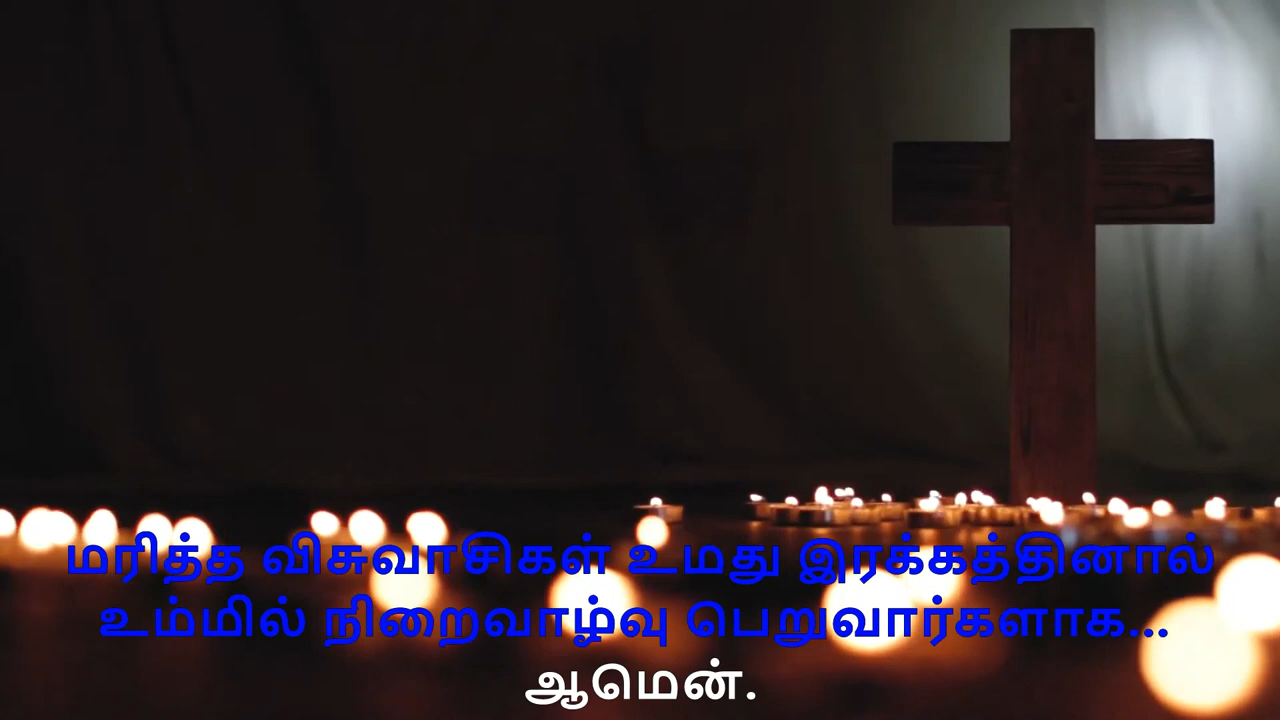 மரித்த விசுவாசிகள் உமது இரக்கத்தினால்
உம்மில் நிறைவாழ்வு பெறுவார்களாக...
ஆமென்.